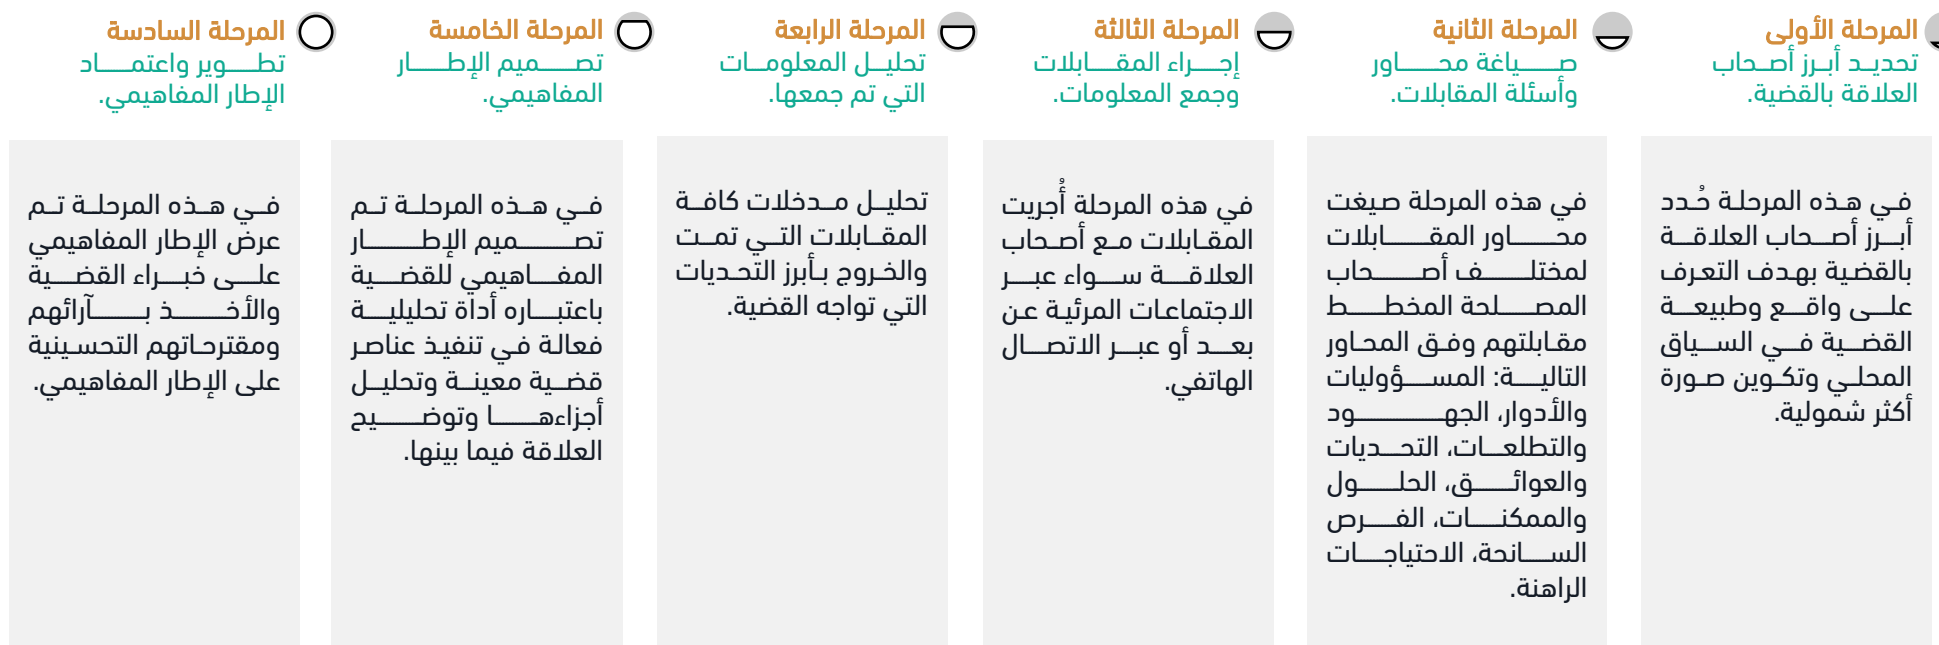 المرحلة الأولى
تحديد أبرز أصحاب
العلاقة بالقضية.
في هذه المرحلة حُدد
أبرز أصحاب العلاقة
بالقضية بهدف التعرف
على واقع وطبيعة
القضية في السياق
المحلي وتكوين صورة
أكثر شمولية.
المرحلة الثانية
صياغة محاور
وأسئلة المقابلات.
في هذه المرحلة صيغت
محاور المقابلات
لمختلف أصحاب
المصلحة المخطط
مقابلتهم وفق المحاور
التالية: المسؤوليات
والأدوار، الجهود
والتطلعات، التحديات
والعوائق، الحلول
والممكنات، الفرص
السانحة، الاحتياجات
الراهنة.
المرحلة الثالثة
إجراء المقابلات
وجمع المعلومات.
في هذه المرحلة أُجريت
المقابلات مع أصحاب
العلاقة سواء عبر
الاجتماعات المرئية عن
بعد أو عبر الاتصال
الهاتفي.
المرحلة الرابعة
تحليل المعلومات
التي تم جمعها.
تحليل مدخلات كافة
المقابلات التي تمت
والخروج بأبرز التحديات
التي تواجه القضية.
المرحلة الخامسة
تصميم الإطار
المفاهيمي.
في هذه المرحلة تم
تصميم الإطار
المفاهيمي للقضية
باعتباره أداة تحليلية
فعالة في تنفيذ عناصر
قضية معينة وتحليل
أجزاءها وتوضيح
العلاقة فيما بينها.
المرحلة السادسة
تطوير واعتماد
الإطار المفاهيمي.
في هذه المرحلة تم
عرض الإطار المفاهيمي
على خبراء القضية
والأخذ بآرائهم
ومقترحاتهم التحسينية
على الإطار المفاهيمي.